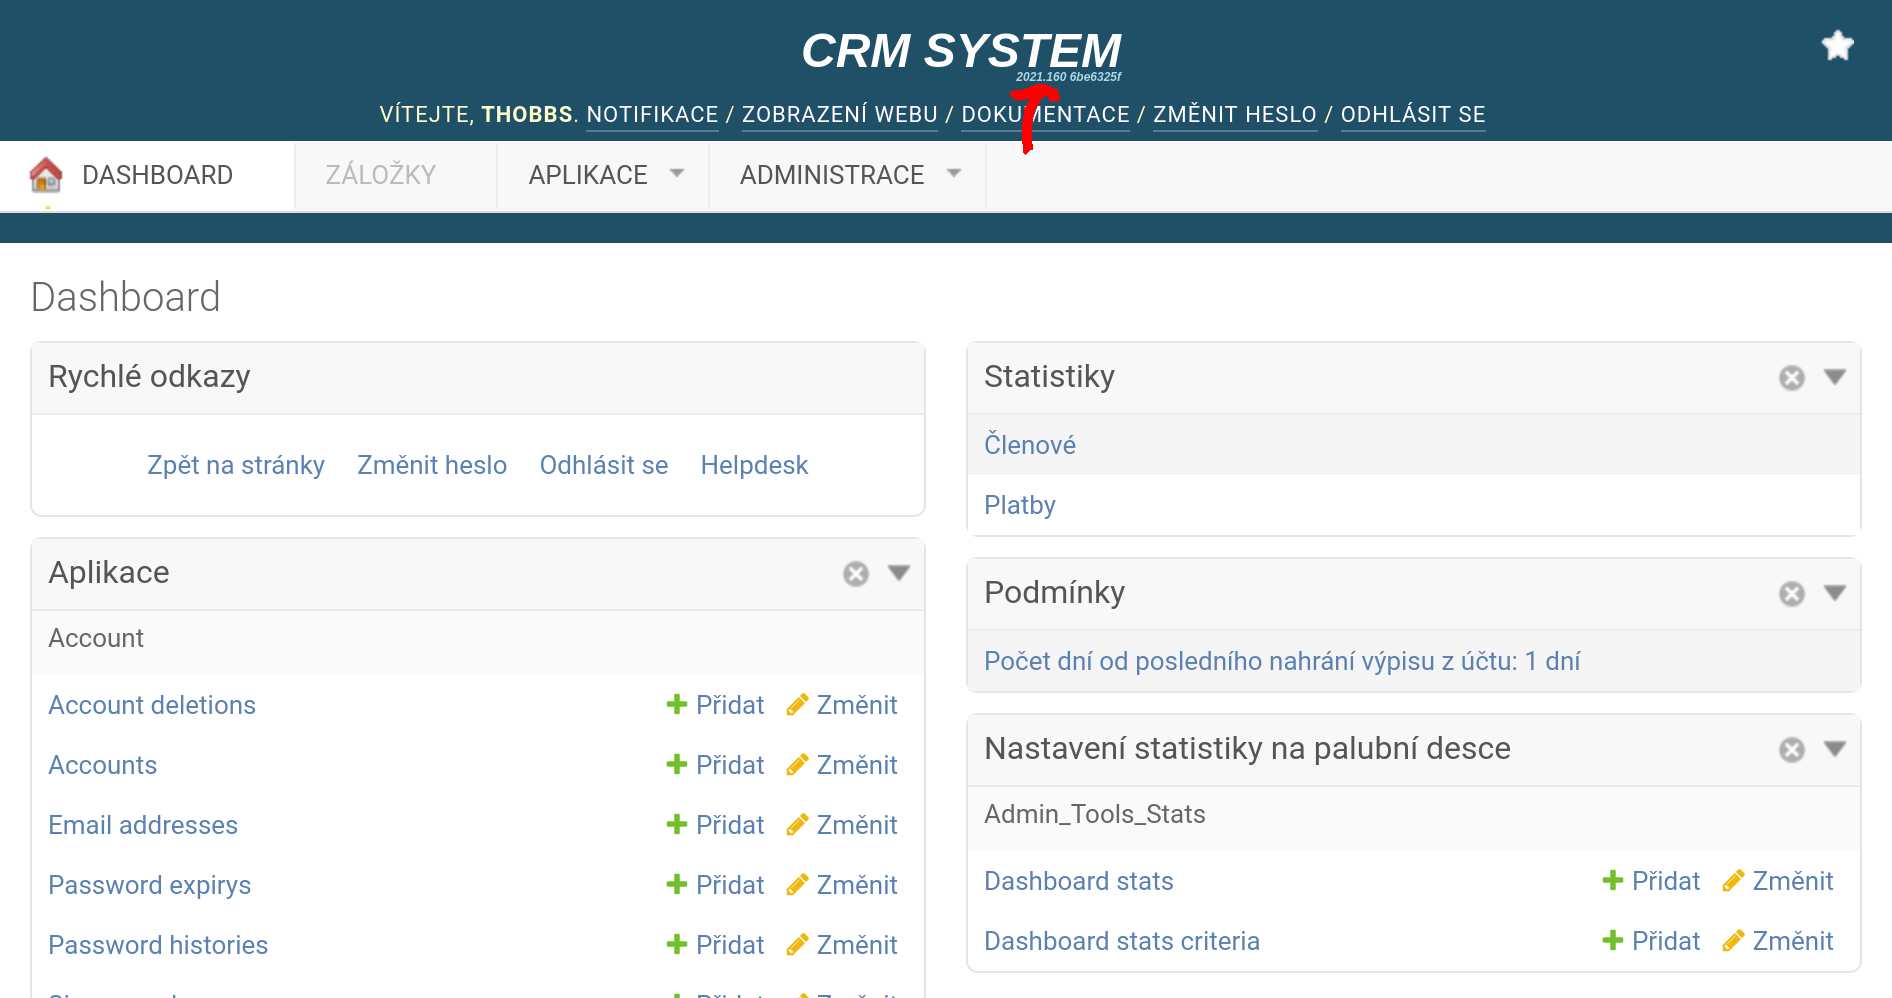 CRM SYSTEM
2021.160 6be6325f
VÍTEJTE, THOBBS. NOTIFIKACE / ZOBRAZENÍ WEBU / DOKUMENTACE / ZMĚNIT HESLO / ODHLÁSIT SE
DASHBOARD ZÁLOŽKY APLIKACE ADMINISTRACE
Dashboard
Rychlé odkazy
Zpět na stránky Změnit heslo Odhlásit se Helpdesk
Aplikace
Account
Account deletions Přidat Změnit
Accounts Přidat Změnit
Email addresses Přidat Změnit
Password expirys Přidat Změnit
Password histories Přidat Změnit
Statistiky
Členové
Platby
Podmínky
Počet dní od posledního nahrání výpisu z účtu: 1 dní
Nastavení statistiky na palubní desce
Admin_Tools_Stats
Dashboard stats Přidat Změnit
Dashboard stats criteria Přidat Změnit